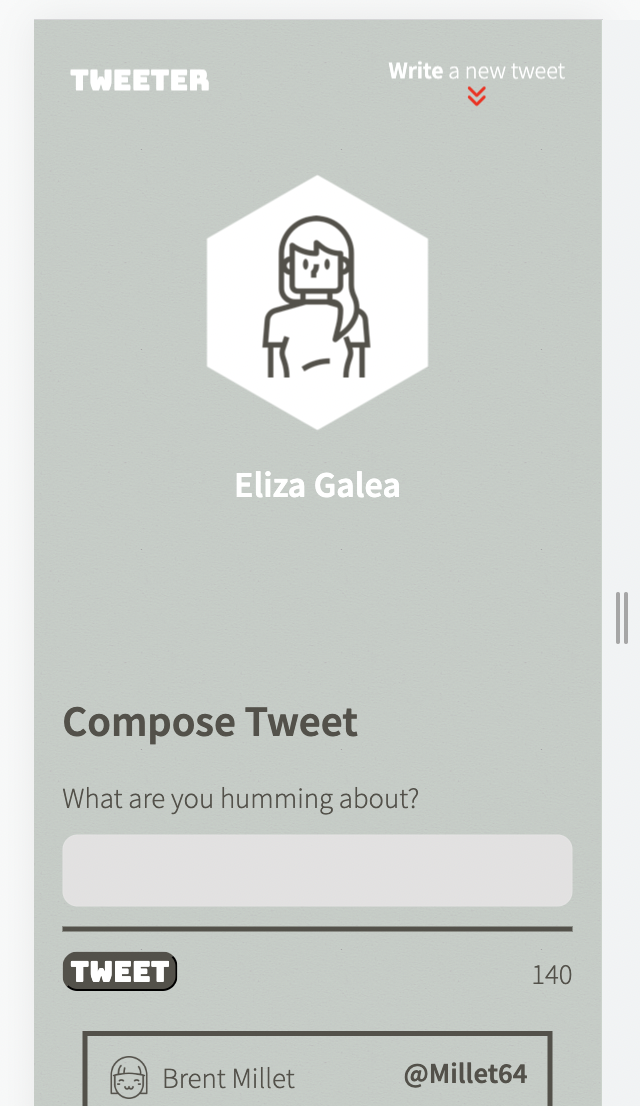 TWEETER
Write a new tweet
Eliza Galea
Compose Tweet
What are you humming about?
TWEET
140
Brent Millet
@Millet64